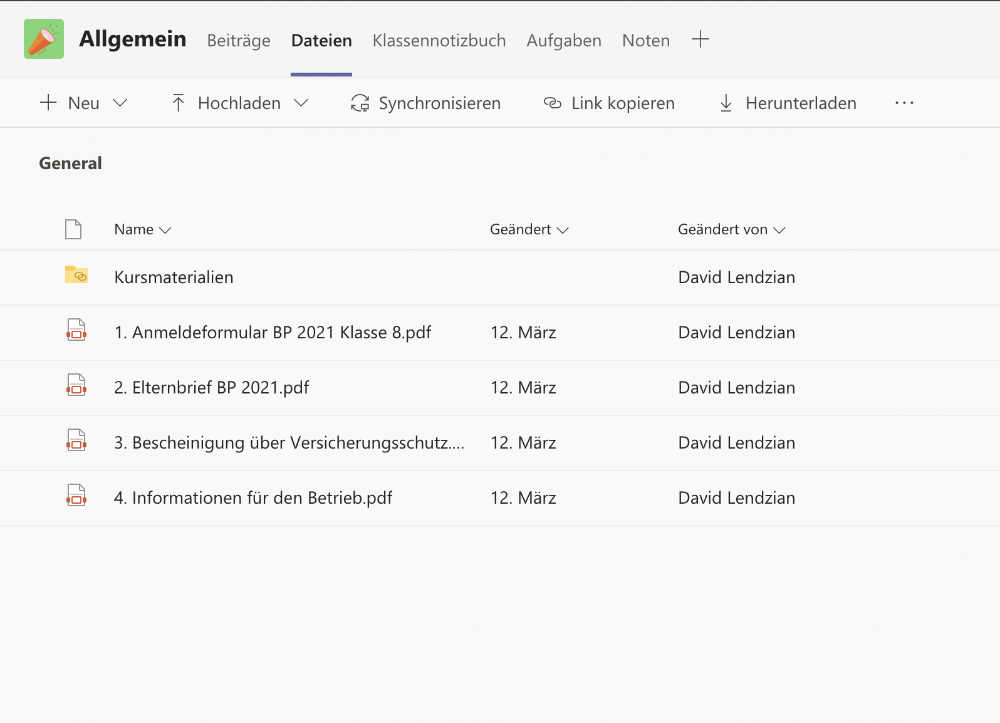 Allgemein Beiträge Dateien Klassennotizbuch Aufgaben Noten
Neu Hochladen Synchronisieren Link kopieren Herunterladen ...
General
Name Geändert Geändert von
Kursmaterialien David Lendzian
1. Anmeldeformular BP 2021 Klasse 8.pdf 12. März David Lendzian
2. Elternbrief BP 2021.pdf 12. März David Lendzian
3. Bescheinigung über Versicherungsschutz.... 12. März David Lendzian
4. Informationen für den Betrieb.pdf 12. März David Lendzian